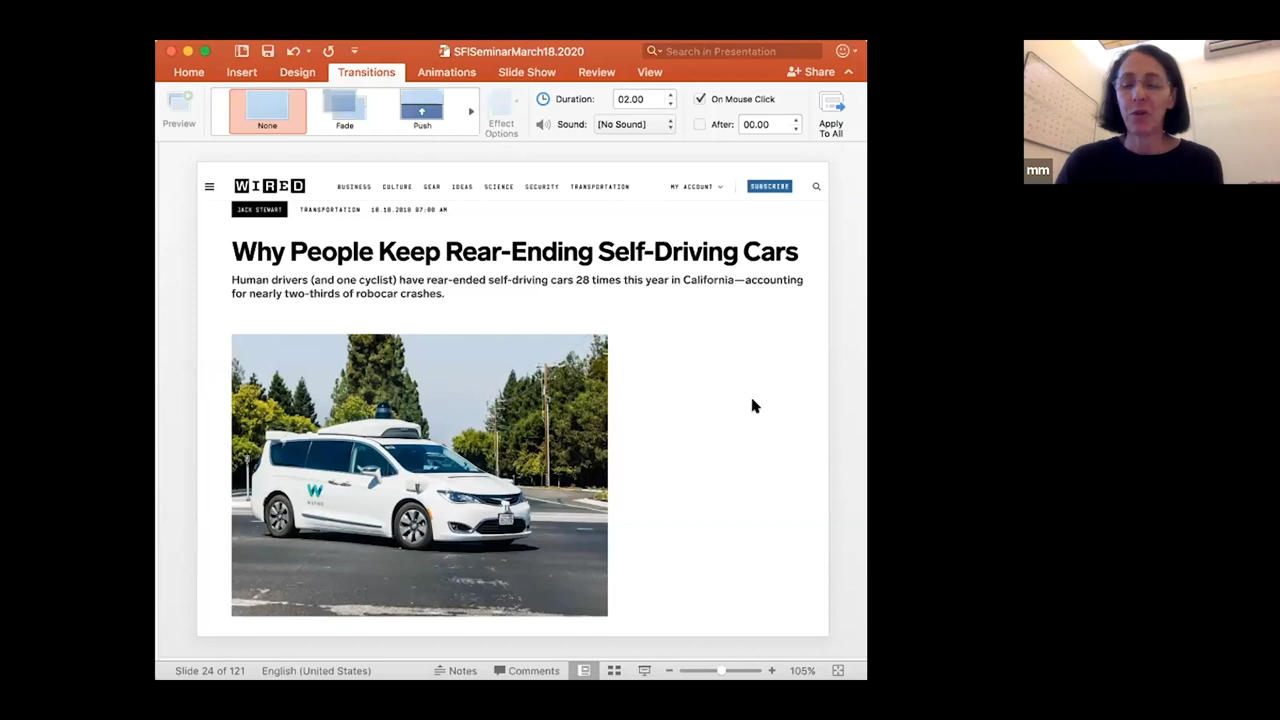 SFISeminarMarch18.2020
Search in Presentation
Home Insert Design Transitions Animations Slide Show Review View Share
Preview
None Fade Push
Effect
Options
Duration: 02.00
Sound: [No Sound]
On Mouse Click
After: 00.00
Apply
To All
mm
WIRED BUSINESS CULTURE GEAR IDEAS SCIENCE SECURITY TRANSPORTATION MY ACCOUNT SUBSCRIBE
JACK STEWART TRANSPORTATION 10.18.2018 07:00 AM
Why People Keep Rear-Ending Self-Driving Cars
Human drivers (and one cyclist) have rear-ended self-driving cars 28 times this year in California—accounting
for nearly two-thirds of robocar crashes.
W
Slide 24 of 121 English (United States) Notes Comments 105%